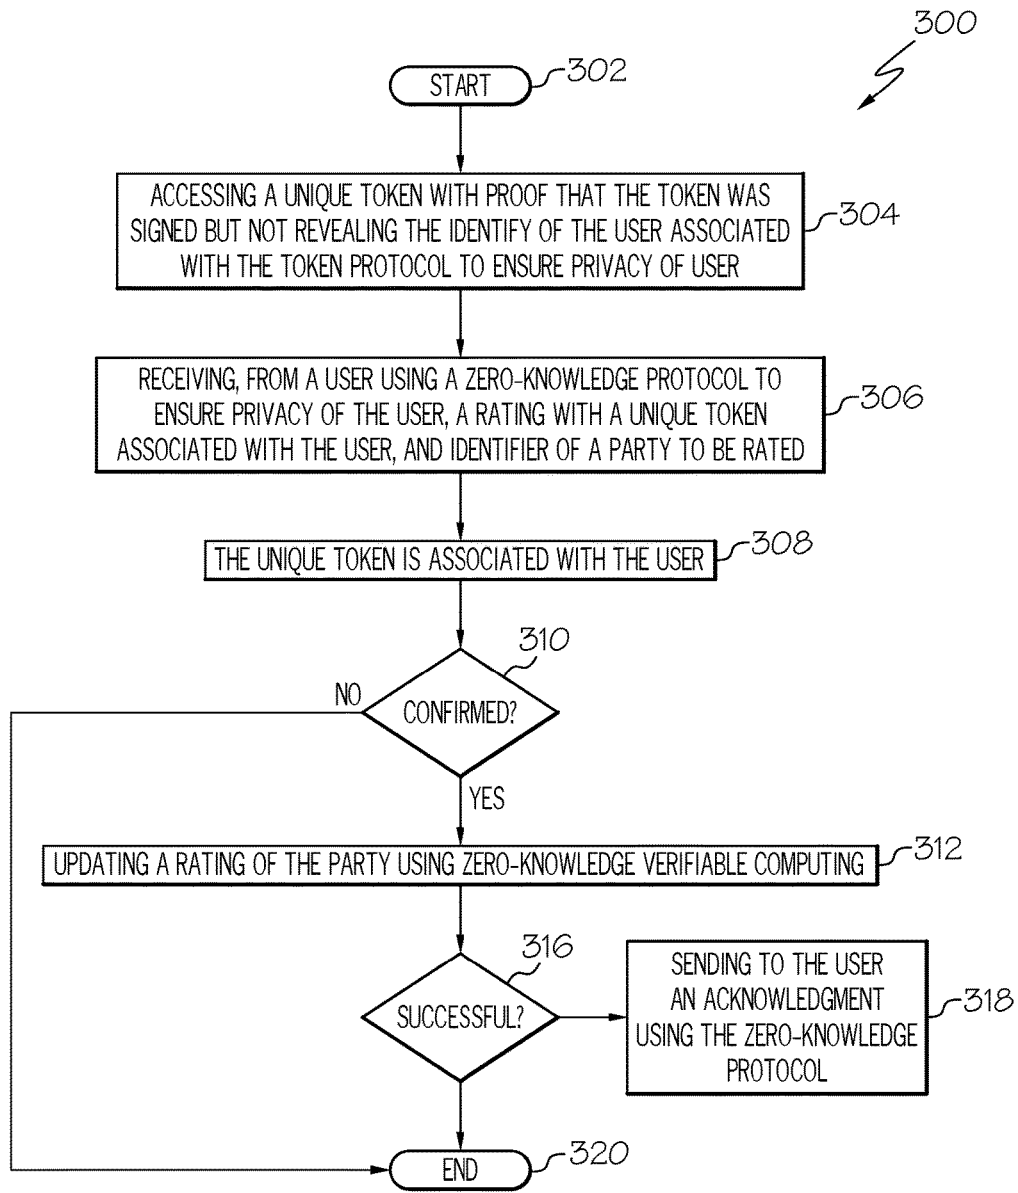 300
START
302
ACCESSING A UNIQUE TOKEN WITH PROOF THAT THE TOKEN WAS
SIGNED BUT NOT REVEALING THE IDENTIFY OF THE USER ASSOCIATED
WITH THE TOKEN PROTOCOL TO ENSURE PRIVACY OF USER
304
RECEIVING, FROM A USER USING A ZERO-KNOWLEDGE PROTOCOL TO
ENSURE PRIVACY OF THE USER, A RATING WITH A UNIQUE TOKEN
ASSOCIATED WITH THE USER, AND IDENTIFIER OF A PARTY TO BE RATED
306
THE UNIQUE TOKEN IS ASSOCIATED WITH THE USER
308
310
CONFIRMED?
NO
YES
UPDATING A RATING OF THE PARTY USING ZERO-KNOWLEDGE VERIFIABLE COMPUTING
312
316
SUCCESSFUL?
SENDING TO THE USER
AN ACKNOWLEDGMENT
USING THE ZERO-KNOWLEDGE
PROTOCOL
318
END
320